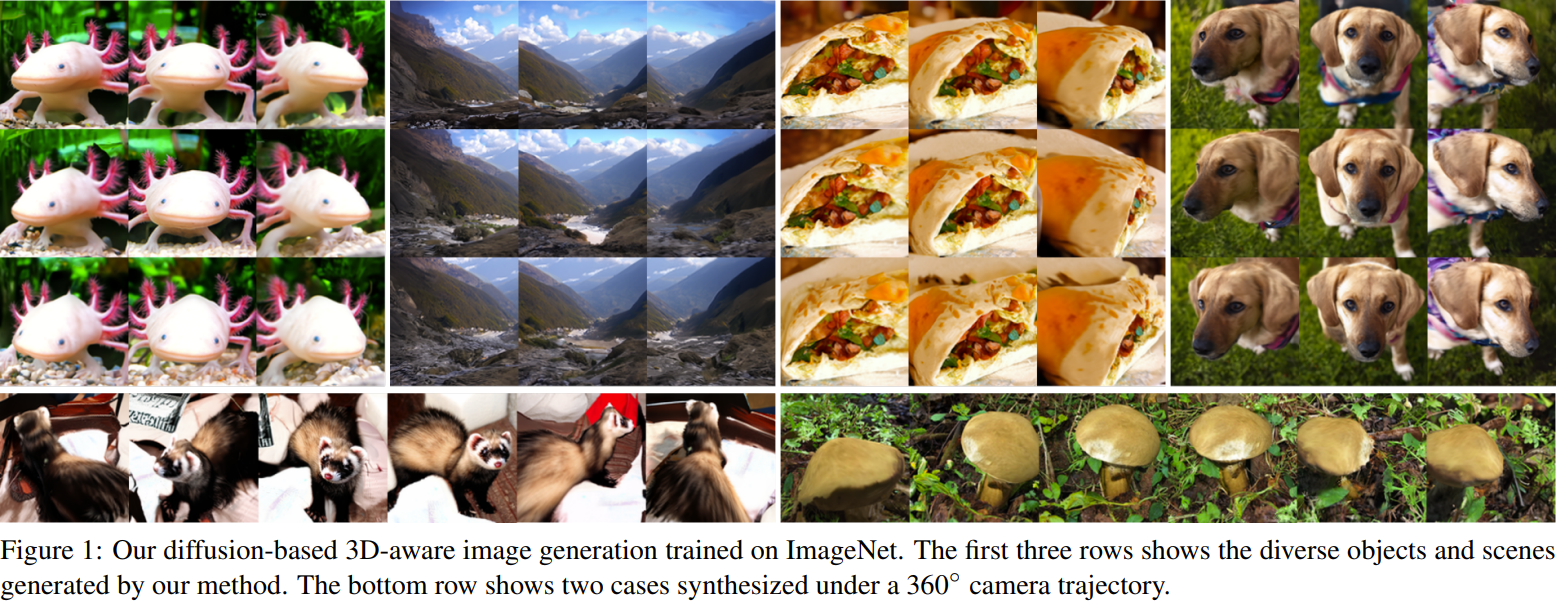 Figure 1: Our diffusion-based 3D-aware image generation trained on ImageNet. The first three rows shows the diverse objects and scenes
generated by our method. The bottom row shows two cases synthesized under a 360° camera trajectory.